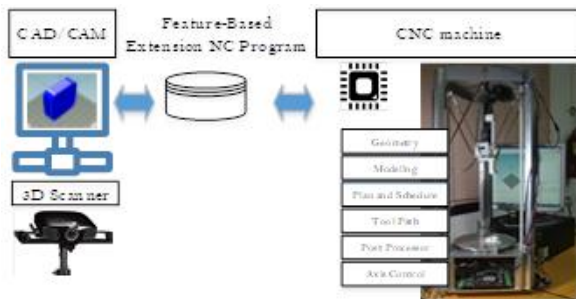 CAD/CAM
Feature-Based
Extension NC Program
CNC machine
3D Scanner
Geometry
Modeling
Plan and Schedule
Tool Path
Post Processor
Axis Control